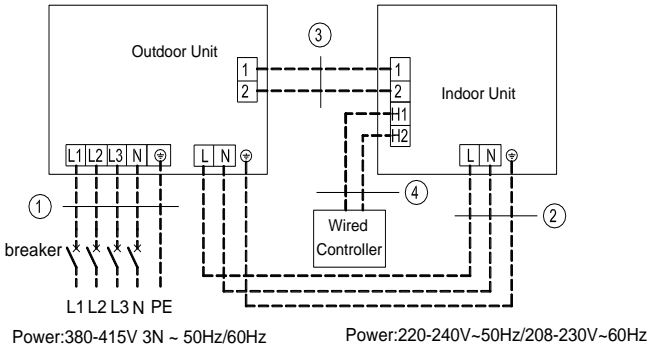 3
Outdoor Unit
1
2
1
2
H1
H2
Indoor Unit
L1 L2 L3 N
L N
L N
4
1
2
Wired
Controller
breaker
L1 L2 L3 N PE
Power:380-415V 3N ~ 50Hz/60Hz
Power:220-240V~50Hz/208-230V~60Hz